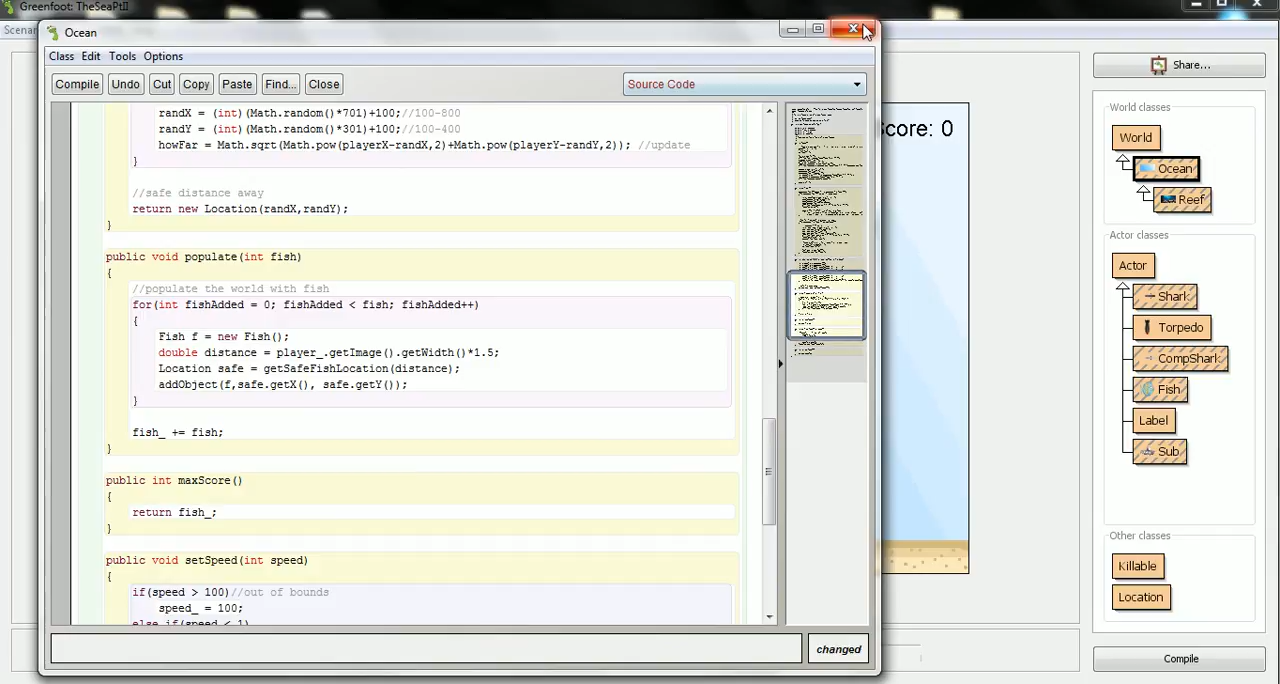 Greenfoot: TheSeaPtII
Scenar
Ocean
Class Edit Tools Options
Compile Undo Cut Copy Paste Find... Close Source Code
randX = (int)(Math.random()*701)+100;//100-800
randY = (int)(Math.random()*301)+100;//100-400
howFar = Math.sqrt(Math.pow(playerX-randX,2)+Math.pow(playerY-randY,2)); //update
}
//safe distance away
return new Location(randX,randY);
}
public void populate(int fish)
{
//populate the world with fish
for(int fishAdded = 0; fishAdded < fish; fishAdded++)
{
Fish f = new Fish();
double distance = player_.getImage().getWidth()*1.5;
Location safe = getSafeFishLocation(distance);
addObject(f,safe.getX(), safe.getY());
}
fish_ += fish;
}
public int maxScore()
{
return fish_;
}
public void setSpeed(int speed)
{
if(speed > 100)//out of bounds
speed_ = 100;
else if(speed < 1)
changed
Score: 0
Share...
World classes
World
Ocean
Reef
Actor classes
Actor
Shark
Torpedo
CompShark
Fish
Label
Sub
Other classes
Killable
Location
Compile